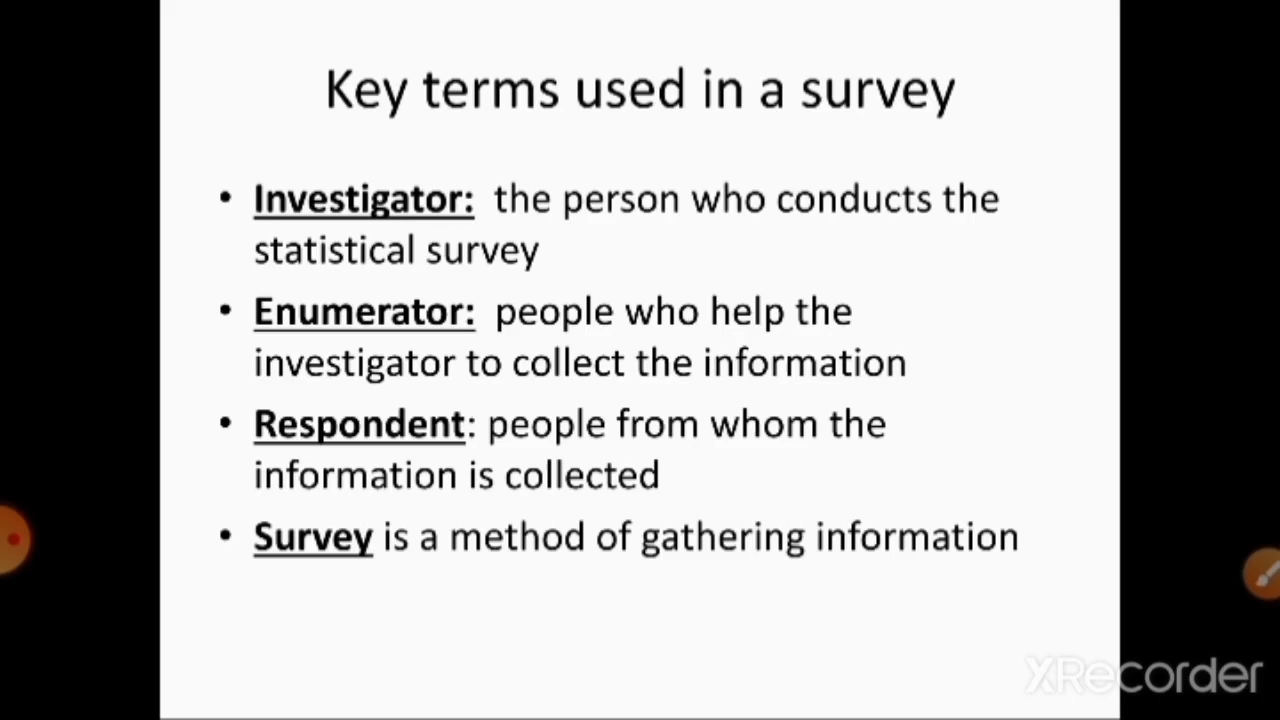 Key terms used in a survey
• Investigator:  the person who conducts the
statistical survey
• Enumerator:  people who help the
investigator to collect the information
• Respondent: people from whom the
information is collected
• Survey is a method of gathering information
XRecorder